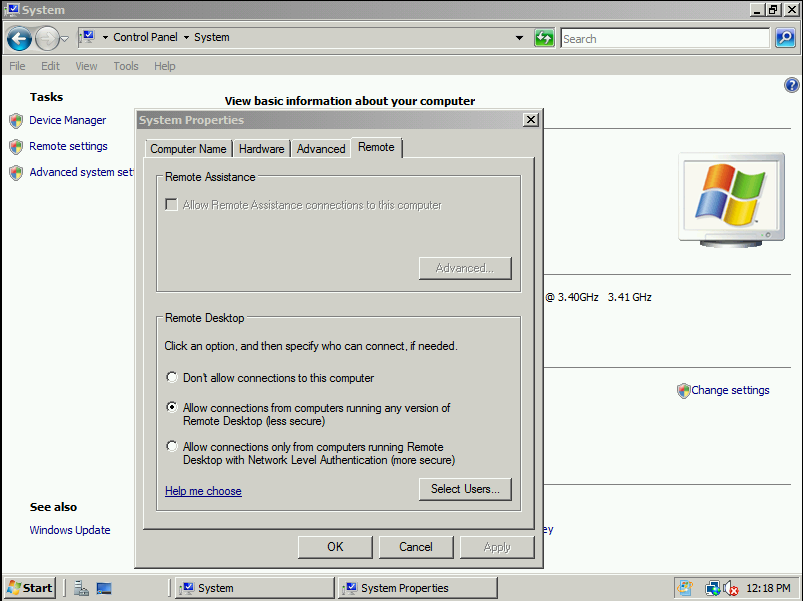 System
Control Panel
System
Search
File
Edit
View
Tools
Help
Tasks
Device Manager
Remote settings
Advanced system set
View basic information about your computer
System Properties
Computer Name
Hardware
Advanced
Remote
Remote Assistance
Allow Remote Assistance connections to this computer
Advanced...
Remote Desktop
Click an option, and then specify who can connect, if needed.
Don't allow connections to this computer
Allow connections from computers running any version of
Remote Desktop (less secure)
Allow connections only from computers running Remote
Desktop with Network Level Authentication (more secure)
Help me choose
Select Users...
OK
Cancel
Apply
@ 3.40GHz 3.41 GHz
Change settings
ey
See also
Windows Update
Start
System
System Properties
12:18 PM